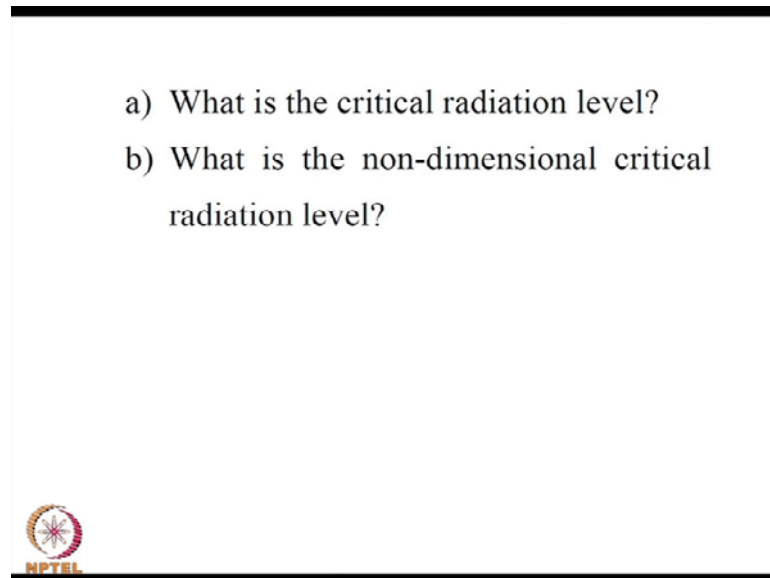 a) What is the critical radiation level?
b) What is the non-dimensional critical
radiation level?
NPTEL